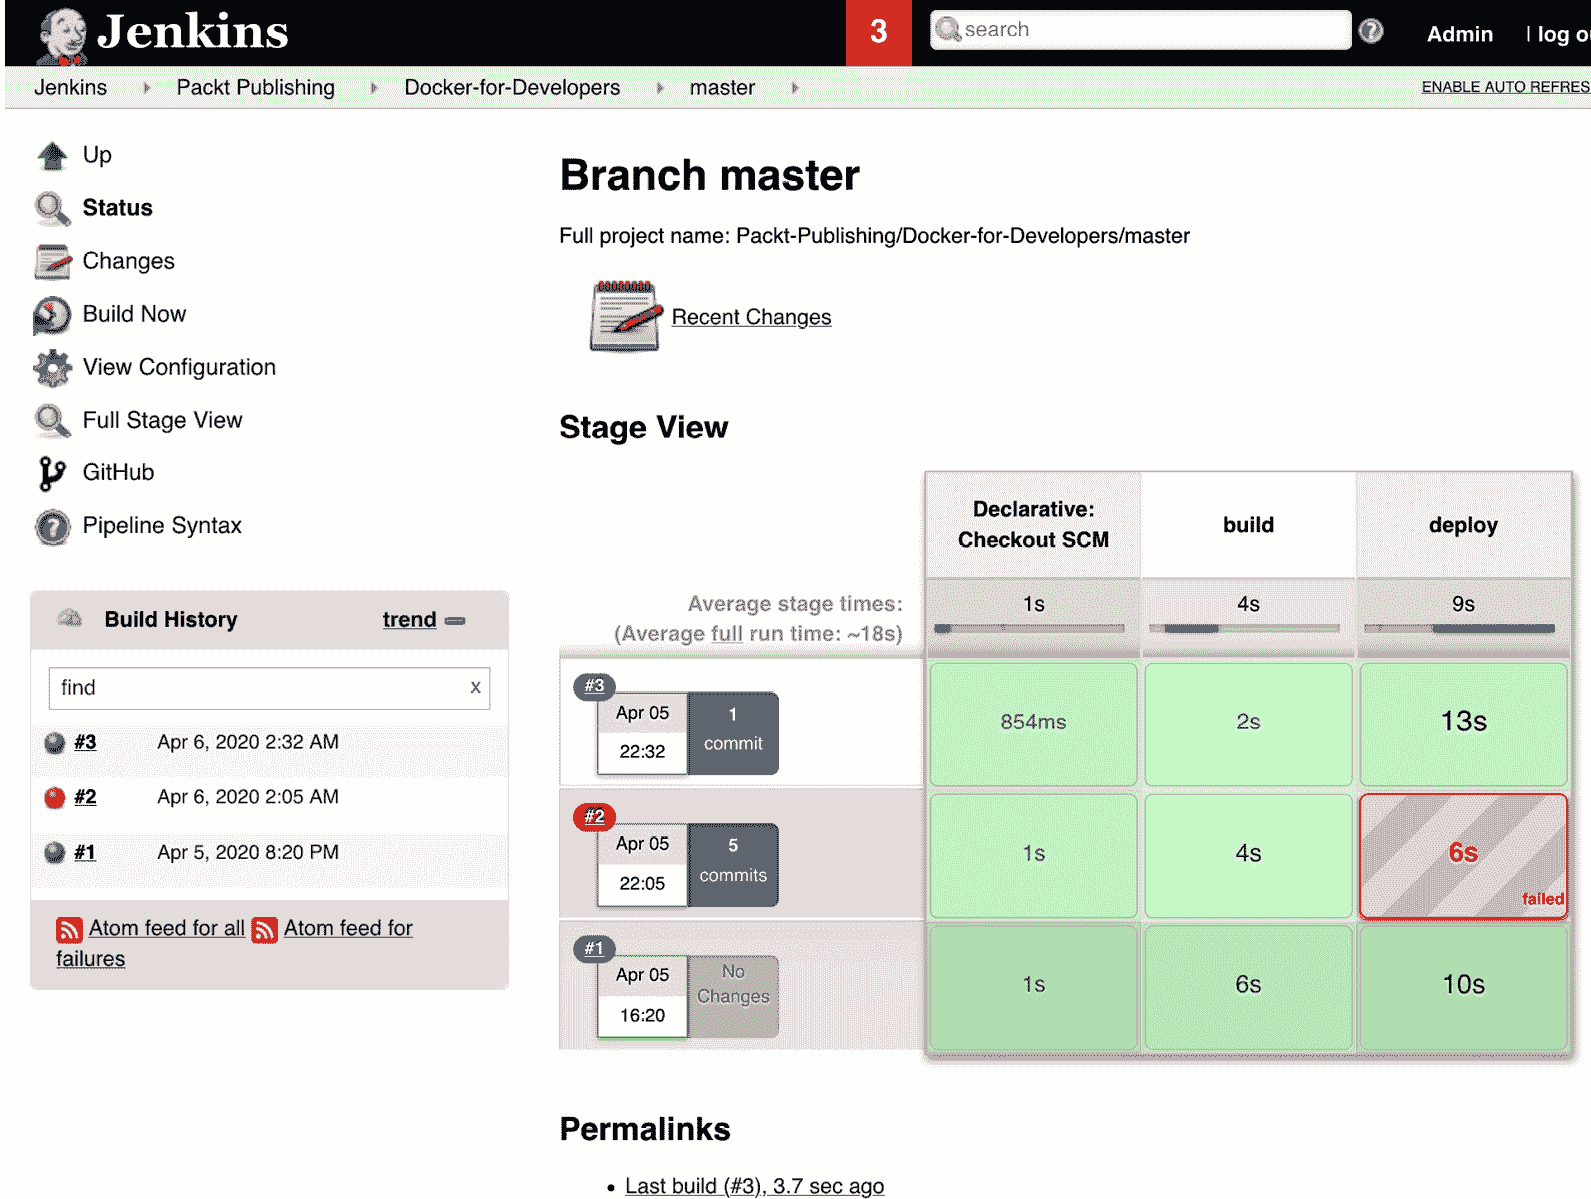 Jenkins
3
search
?
Admin
| log o
Jenkins
Packt Publishing
Docker-for-Developers
master
ENABLE AUTO REFRES
Up
Status
Changes
Build Now
View Configuration
Full Stage View
GitHub
Pipeline Syntax
Build History
trend
find
x
#3 Apr 6, 2020 2:32 AM
#2 Apr 6, 2020 2:05 AM
#1 Apr 5, 2020 8:20 PM
Atom feed for all Atom feed for
failures
Branch master
Full project name: Packt-Publishing/Docker-for-Developers/master
Recent Changes
Stage View
Declarative:
Checkout SCM
build
deploy
Average stage times:
(Average full run time: ~18s)
1s
4s
9s
#3
Apr 05
22:32
1
commit
854ms
2s
13s
#2
Apr 05
22:05
5
commits
1s
4s
6s
failed
#1
Apr 05
16:20
No
Changes
1s
6s
10s
Permalinks
• Last build (#3), 3.7 sec ago